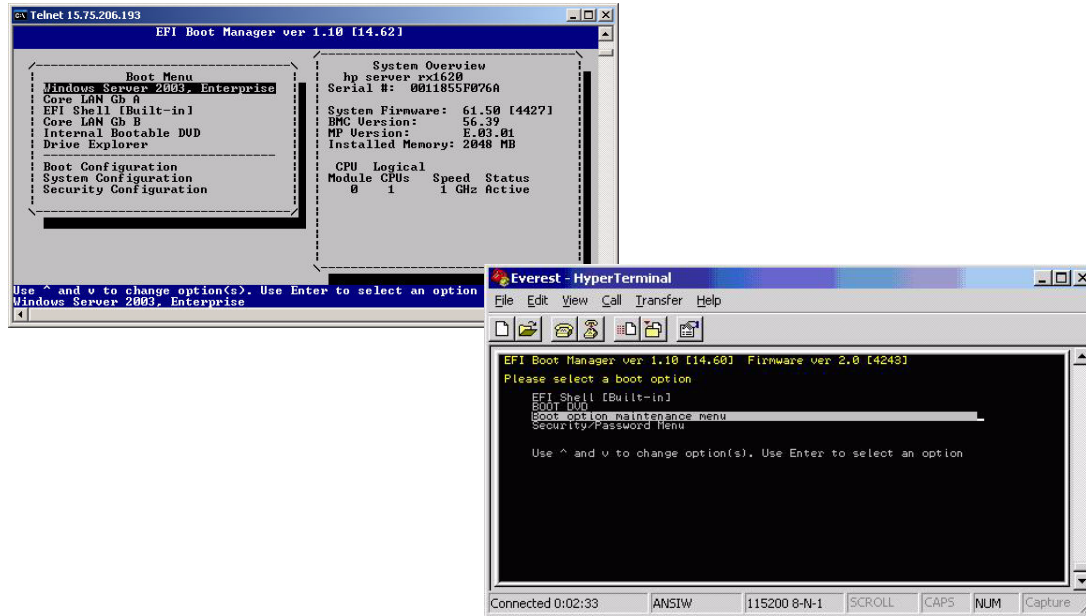 Telnet 15.75.206.193
EFI Boot Manager ver 1.10 [14.62]
Boot Menu
Windows Server 2003, Enterprise
Core LAN Gb A
EFI Shell [Built-in]
Core LAN Gb B
Internal Bootable DVD
Drive Explorer
Boot Configuration
System Configuration
Security Configuration
System Overview
hp server rx1620
Serial #: 0011855F076A
System Firmware: 61.50 [4427]
BMC Version: 56.39
MP Version: E.03.01
Installed Memory: 2048 MB
CPU Logical
Module CPUs Speed Status
0 1 1 GHz Active
Use ^ and v to change option(s). Use Enter to select an option
Windows Server 2003, Enterprise
Everest - HyperTerminal
File Edit View Call Transfer Help
EFI Boot Manager ver 1.10 [14.60] Firmware ver 2.0 [4243]
Please select a boot option
EFI Shell [Built-in]
BOOT DVD
Boot option maintenance menu
Security/Password Menu
Use ^ and v to change option(s). Use Enter to select an option
Connected 0:02:33 ANSIW 115200 8-N-1 SCROLL CAPS NUM Capture